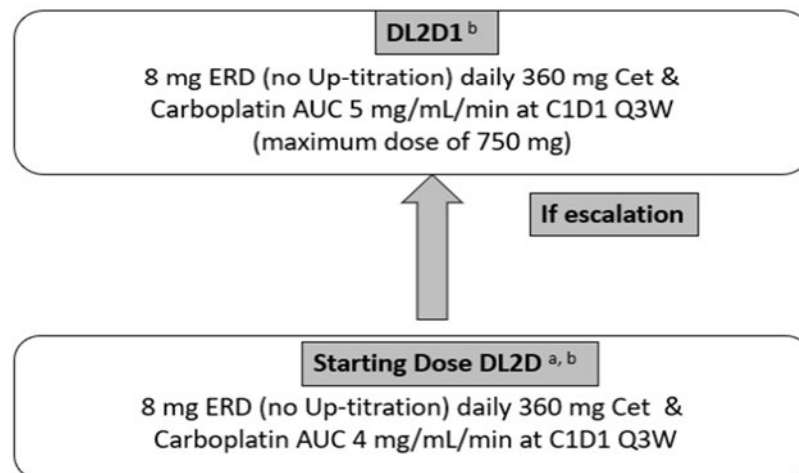 DL2D1 b
8 mg ERD (no Up-titration) daily 360 mg Cet &
Carboplatin AUC 5 mg/mL/min at C1D1 Q3W
(maximum dose of 750 mg)
If escalation
Starting Dose DL2D a, b
8 mg ERD (no Up-titration) daily 360 mg Cet &
Carboplatin AUC 4 mg/mL/min at C1D1 Q3W